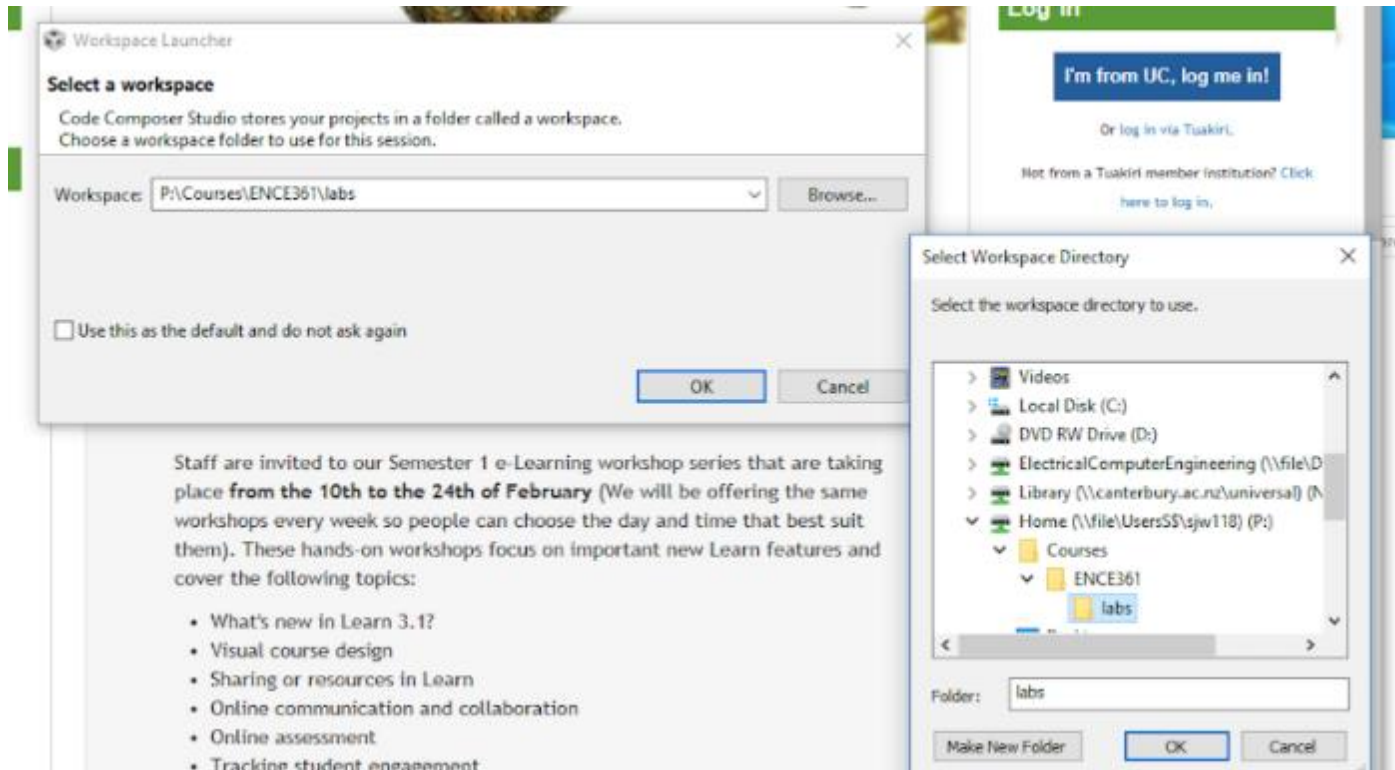 Workspace Launcher
Select a workspace
Code Composer Studio stores your projects in a folder called a workspace.
Choose a workspace folder to use for this session.
Workspace: P:\Courses\ENCE361\labs Browse...
Use this as the default and do not ask again
OK Cancel
Log in
I'm from UC, log me in!
Or log in via Tuakiri.
Not from a Tuakiri member institution? Click
here to log in.
Select Workspace Directory
Select the workspace directory to use.
Videos
Local Disk (C:)
DVD RW Drive (D:)
ElectricalComputerEngineering (\\file\D
Library (\\canterbury.ac.nz\universal) (N
Home (\\file\UsersS$\sjw118) (P:)
Courses
ENCE361
labs
Folder: labs
Make New Folder OK Cancel
Staff are invited to our Semester 1 e-Learning workshop series that are taking
place from the 10th to the 24th of February (We will be offering the same
workshops every week so people can choose the day and time that best suit
them). These hands-on workshops focus on important new Learn features and
cover the following topics:
• What's new in Learn 3.1?
• Visual course design
• Sharing or resources in Learn
• Online communication and collaboration
• Online assessment
• Tracking student engagement